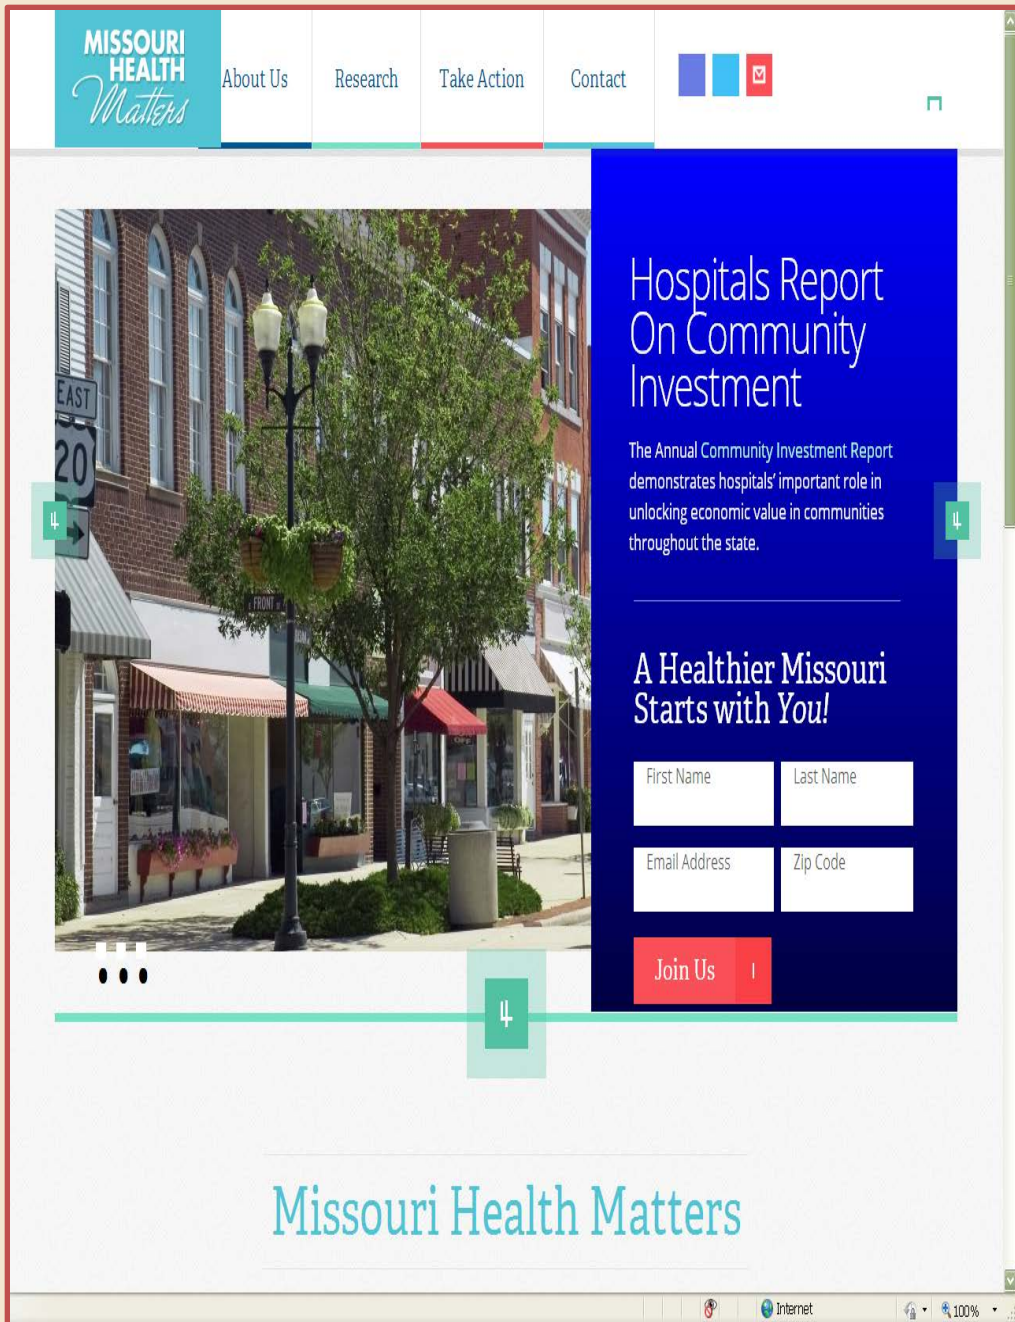 MISSOURI
HEALTH
Matters
About Us
Research
Take Action
Contact
EAST
20
FRONT
Hospitals Report
On Community
Investment
The Annual Community Investment Report
demonstrates hospitals' important role in
unlocking economic value in communities
throughout the state.
A Healthier Missouri
Starts with You!
First Name
Last Name
Email Address
Zip Code
Join Us
Missouri Health Matters
Internet
100%